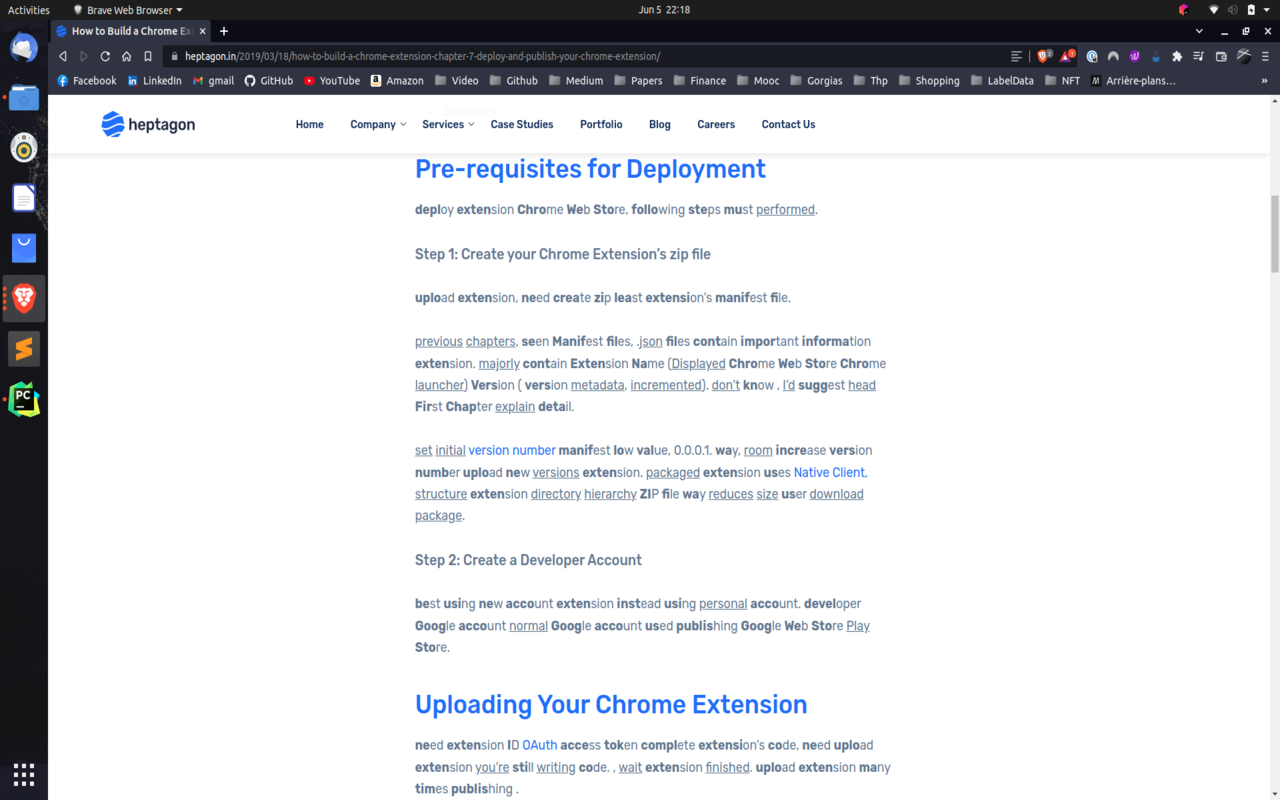 Activities
Brave Web Browser
Jun 5 22:18
How to Build a Chrome Ex
heptagon.in/2019/03/18/how-to-build-a-chrome-extension-chapter-7-deploy-and-publish-your-chrome-extension/
Facebook LinkedIn gmail GitHub YouTube Amazon Video Github Medium Papers Finance Mooc Gorgias Thp Shopping LabelData NFT Arrière-plans… »
heptagon
Home Company Services Case Studies Portfolio Blog Careers Contact Us
Pre-requisites for Deployment
deploy extension Chrome Web Store, following steps must performed.
Step 1: Create your Chrome Extension’s zip file
upload extension, need create zip least extension’s manifest file.
previous chapters, seen Manifest files, .json files contain important information
extension. majorly contain Extension Name (Displayed Chrome Web Store Chrome
launcher) Version ( version metadata, incremented). don’t know , I’d suggest head
First Chapter explain detail.
set initial version number manifest low value, 0.0.0.1. way, room increase version
number upload new versions extension. packaged extension uses Native Client,
structure extension directory hierarchy ZIP file way reduces size user download
package.
Step 2: Create a Developer Account
best using new account extension instead using personal account. developer
Google account normal Google account used publishing Google Web Store Play
Store.
Uploading Your Chrome Extension
need extension ID OAuth access token complete extension’s code, need upload
extension you’re still writing code. , wait extension finished. upload extension many
times publishing .
PC